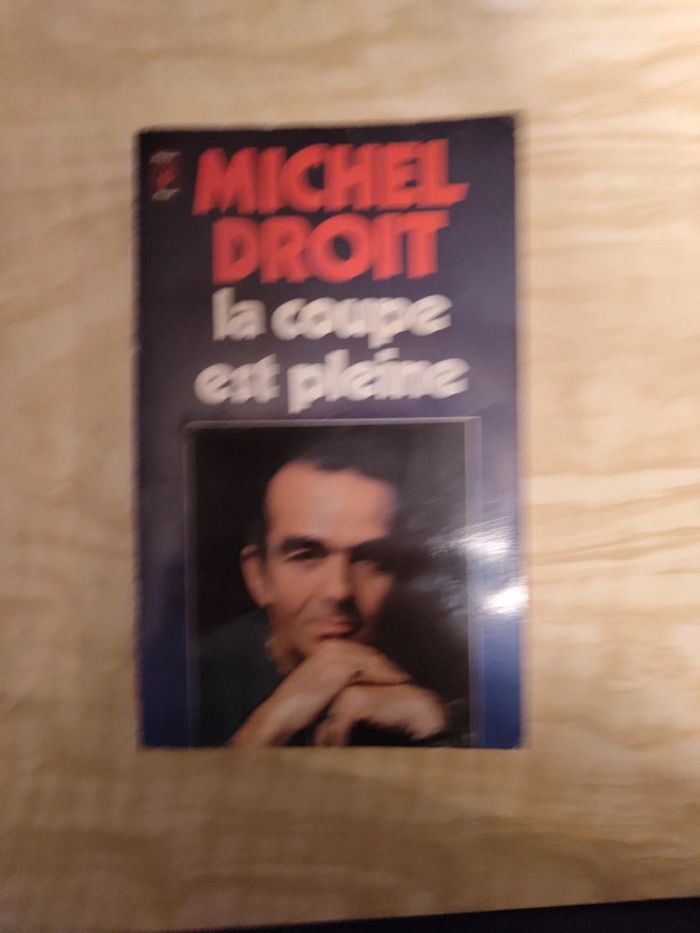 MICHEL
DROIT
la coupe
est pleine